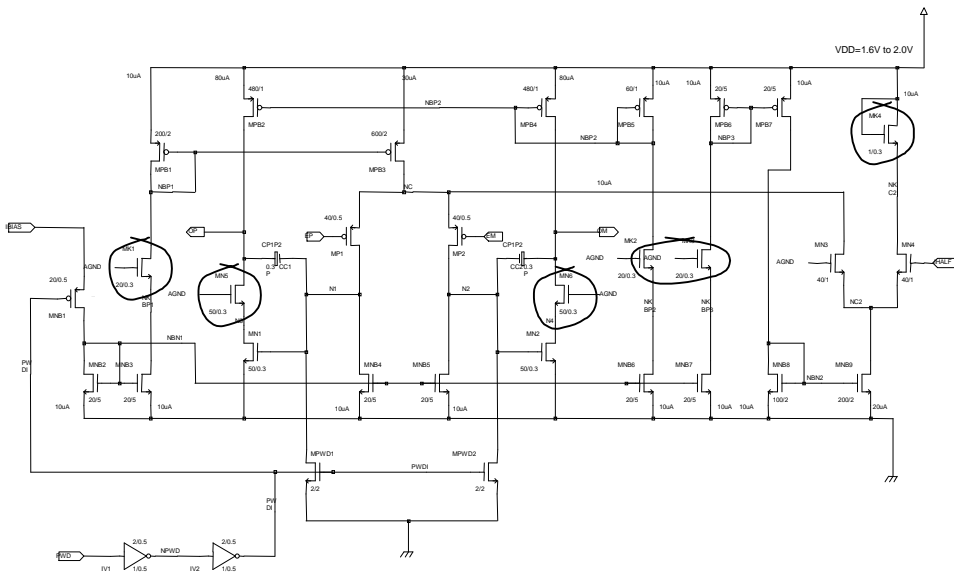 VDD=1.6V to 2.0V
10uA
80uA
30uA
80uA
10uA
10uA
10uA
10uA
480/1
MPB2
NBP2
480/1
MPB4
60/1
MPB5
20/5
MPB6
20/5
MPB7
MK4
1/0.3
200/2
MPB1
600/2
MPB3
NBP2
NBP3
NBP1
NC
10uA
NK
C2
IBIAS
OP
40/0.5
EP
MP1
40/0.5
EM
MP2
OM
MK1
AGND
20/0.3
NK
BP1
CP1P2
0.3
P
CC1
MN5
AGND
50/0.3
CP1P2
CC2
0.3
P
MN6
AGND
50/0.3
N4
MK2
AGND
20/0.3
NK
BP2
AGND
20/0.3
NK
MN3
AGND
40/1
MN4
HALF
40/1
NC2
20/0.5
MNB1
N1
N2
MN1
50/0.3
MN2
50/0.3
PW
DI
NBN1
MNB2
20/5
MNB3
20/5
MNB4
20/5
MNB5
20/5
MNB6
20/5
MNB7
20/5
MNB8
100/2
NBN2
MNB9
200/2
10uA
10uA
10uA
10uA
10uA
10uA
10uA
20uA
MPWD1
2/2
PWDI
MPWD2
2/2
PW
DI
PWD
2/0.5
IV1
1/0.5
NPWD
2/0.5
IV2
1/0.5